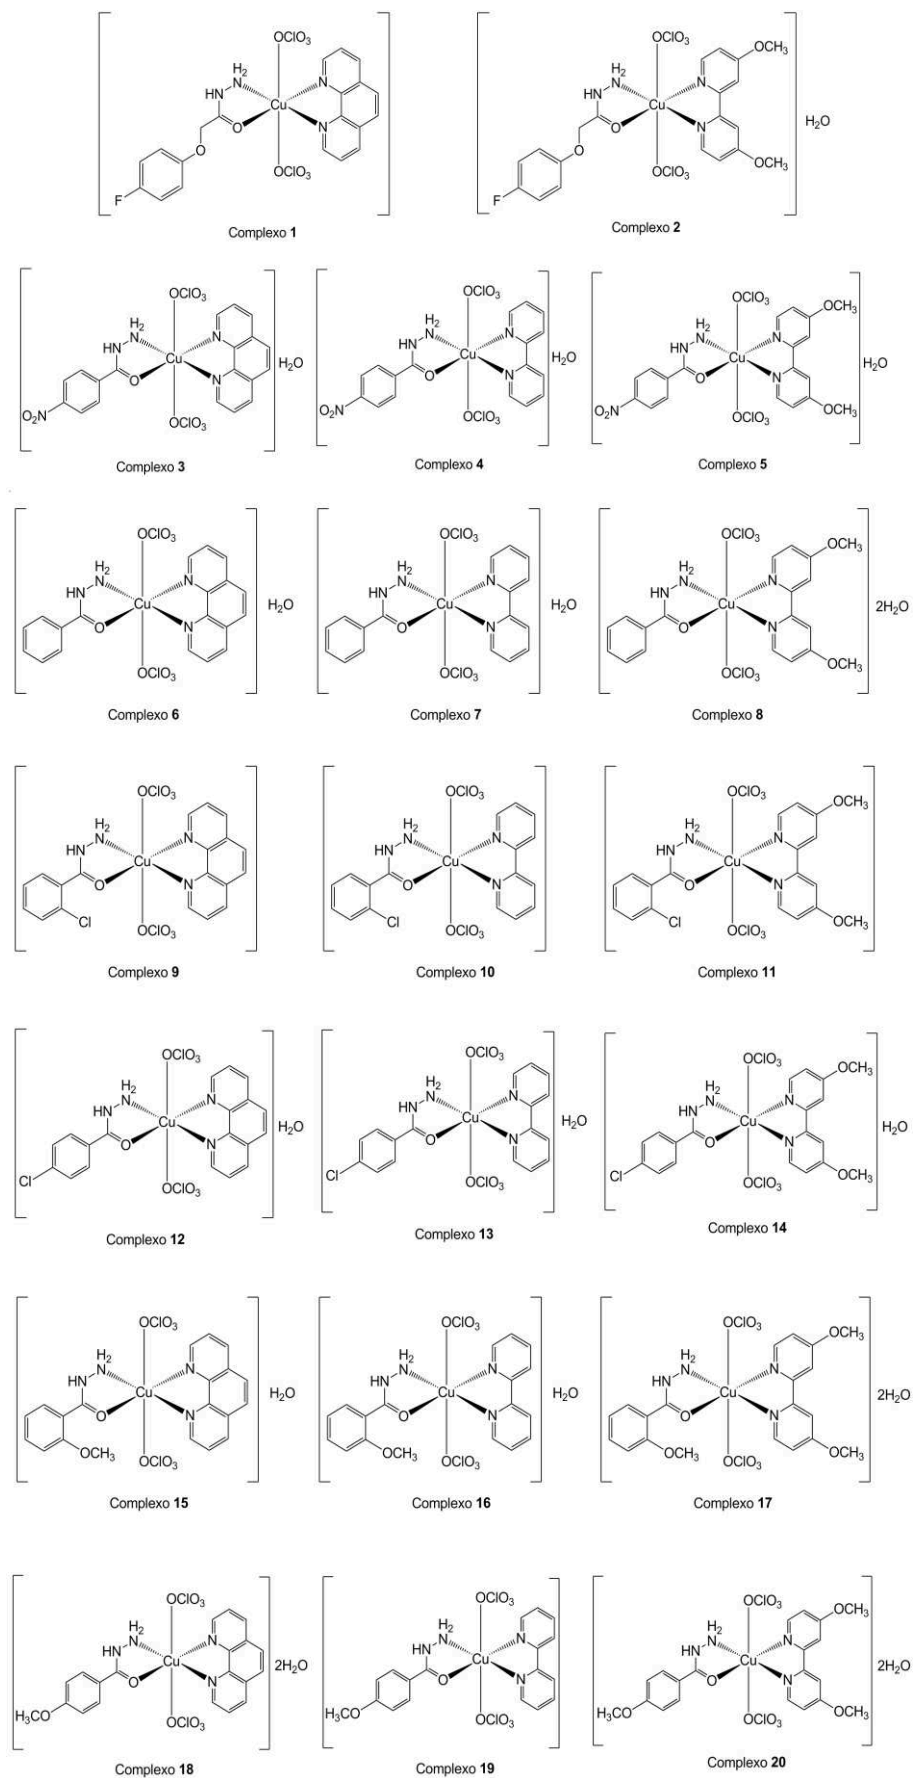 OClO3
H2
HN N N
Cu
O N
O
OClO3
F
Complexo 1
OClO3 OCH3
H2
HN N N
Cu H2O
O N
O
OClO3 OCH3
F
Complexo 2
OClO3
H2
HN N N
Cu H2O
O N
O2N
OClO3
Complexo 3
OClO3
H2
HN N N
Cu H2O
O N
O2N
OClO3
Complexo 4
OClO3 OCH3
H2
HN N N
Cu H2O
O N
O2N
OClO3 OCH3
Complexo 5
OClO3
H2
HN N N
Cu H2O
O N
OClO3
Complexo 6
OClO3
H2
HN N N
Cu H2O
O N
OClO3
Complexo 7
OClO3 OCH3
H2
HN N N
Cu 2H2O
O N
OClO3 OCH3
Complexo 8
OClO3
H2
HN N N
Cu
O N
Cl
OClO3
Complexo 9
OClO3
H2
HN N N
Cu
O N
Cl
OClO3
Complexo 10
OClO3 OCH3
H2
HN N N
Cu
O N
Cl
OClO3 OCH3
Complexo 11
OClO3
H2
HN N N
Cu H2O
O N
Cl
OClO3
Complexo 12
OClO3
H2
HN N N
Cu H2O
O N
Cl
OClO3
Complexo 13
OClO3 OCH3
H2
HN N N
Cu H2O
O N
Cl
OClO3 OCH3
Complexo 14
OClO3
H2
HN N N
Cu H2O
O N
OCH3
OClO3
Complexo 15
OClO3
H2
HN N N
Cu H2O
O N
OCH3
OClO3
Complexo 16
OClO3 OCH3
H2
HN N N
Cu 2H2O
O N
OCH3
OClO3 OCH3
Complexo 17
OClO3
H2
HN N N
Cu 2H2O
O N
H3CO
OClO3
Complexo 18
OClO3
H2
HN N N
Cu
O N
H3CO
OClO3
Complexo 19
OClO3 OCH3
H2
HN N N
Cu 2H2O
O N
H3CO
OClO3 OCH3
Complexo 20